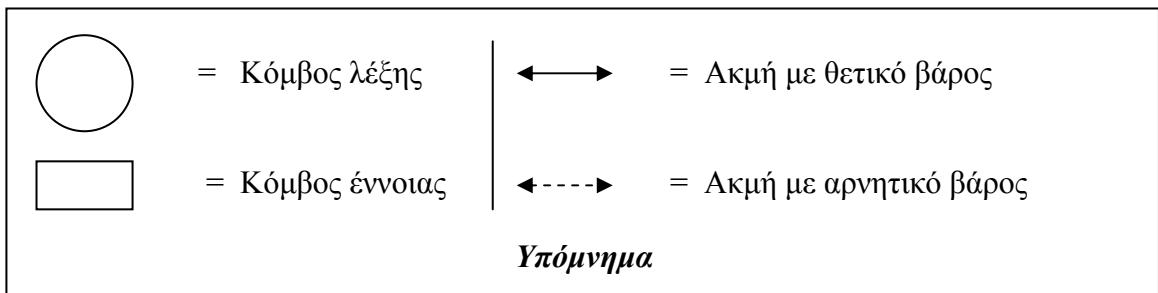 = Κόμβος λέξης
= Ακμή με θετικό βάρος
= Κόμβος έννοιας
= Ακμή με αρνητικό βάρος
Υπόμνημα